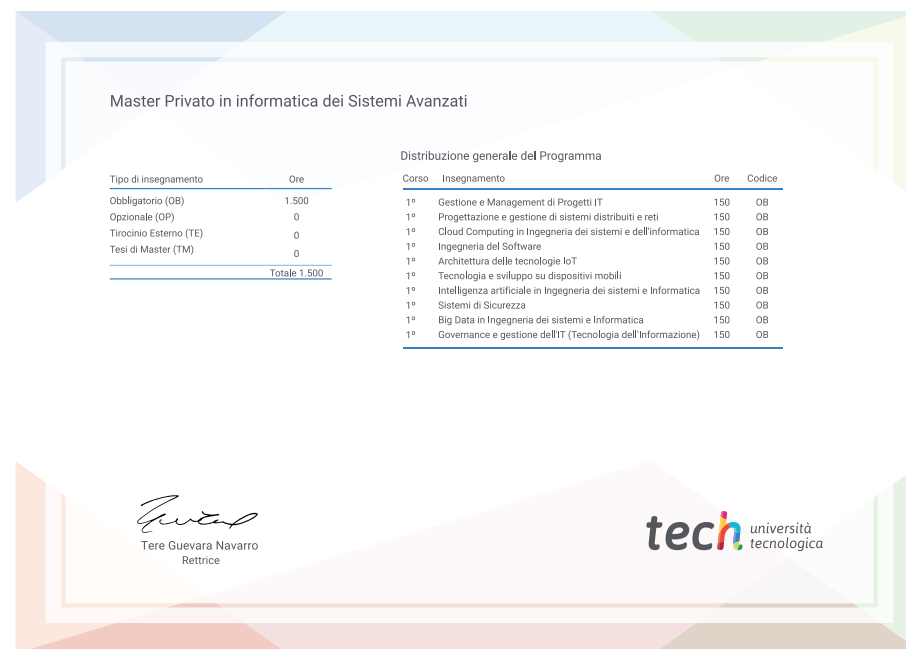 Master Privato in informatica dei Sistemi Avanzati
Tipo di insegnamento Ore
Obbligatorio (OB) 1.500
Opzionale (OP) 0
Tirocinio Esterno (TE) 0
Tesi di Master (TM) 0
Totale 1.500
Distribuzione generale del Programma
Corso Insegnamento Ore Codice
1º Gestione e Management di Progetti IT 150 OB
1º Progettazione e gestione di sistemi distribuiti e reti 150 OB
1º Cloud Computing in Ingegneria dei sistemi e dell'informatica 150 OB
1º Ingegneria del Software 150 OB
1º Architettura delle tecnologie IoT 150 OB
1º Tecnologia e sviluppo su dispositivi mobili 150 OB
1º Intelligenza artificiale in Ingegneria dei sistemi e Informatica 150 OB
1º Sistemi di Sicurezza 150 OB
1º Big Data in Ingegneria dei sistemi e Informatica 150 OB
1º Governance e gestione dell'IT (Tecnologia dell'Informazione) 150 OB
Tere Guevara Navarro
Rettrice
tech università
tecnologica